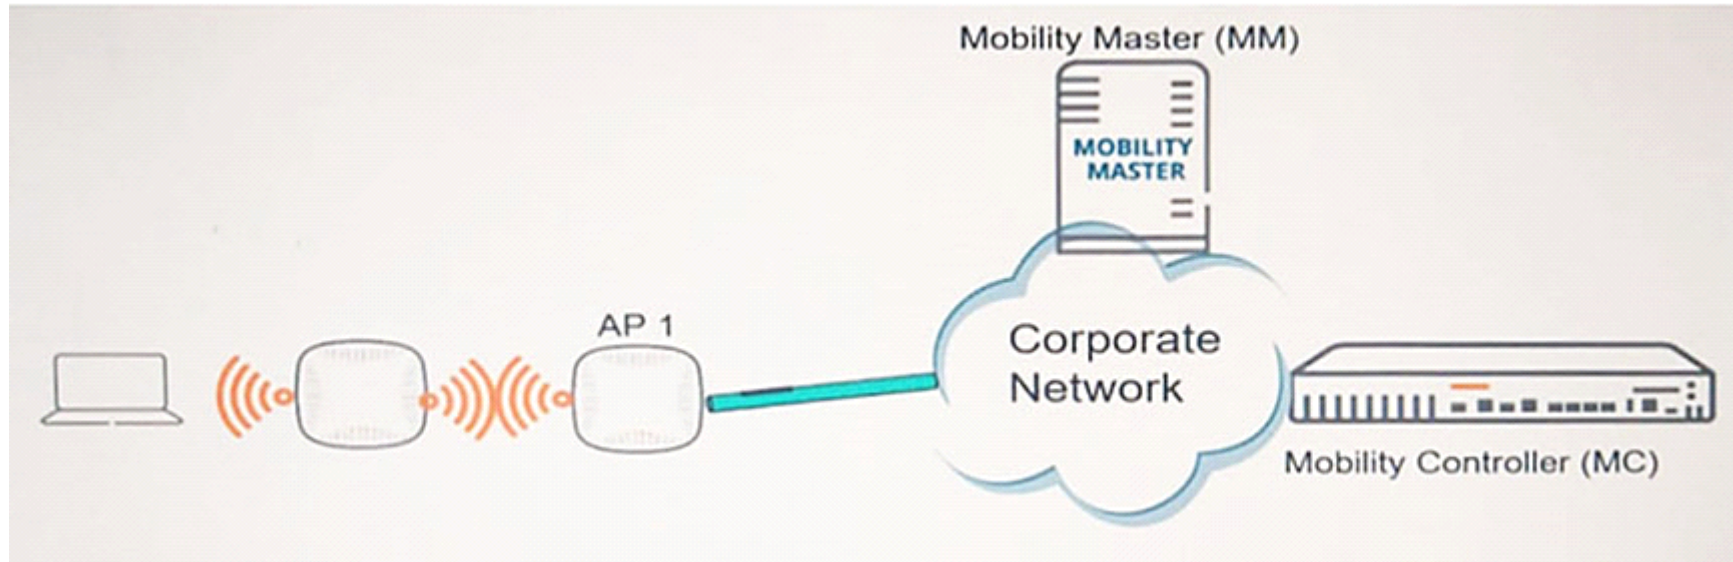 Mobility Master (MM)
MOBILITY
MASTER
AP 1
Corporate
Network
Mobility Controller (MC)